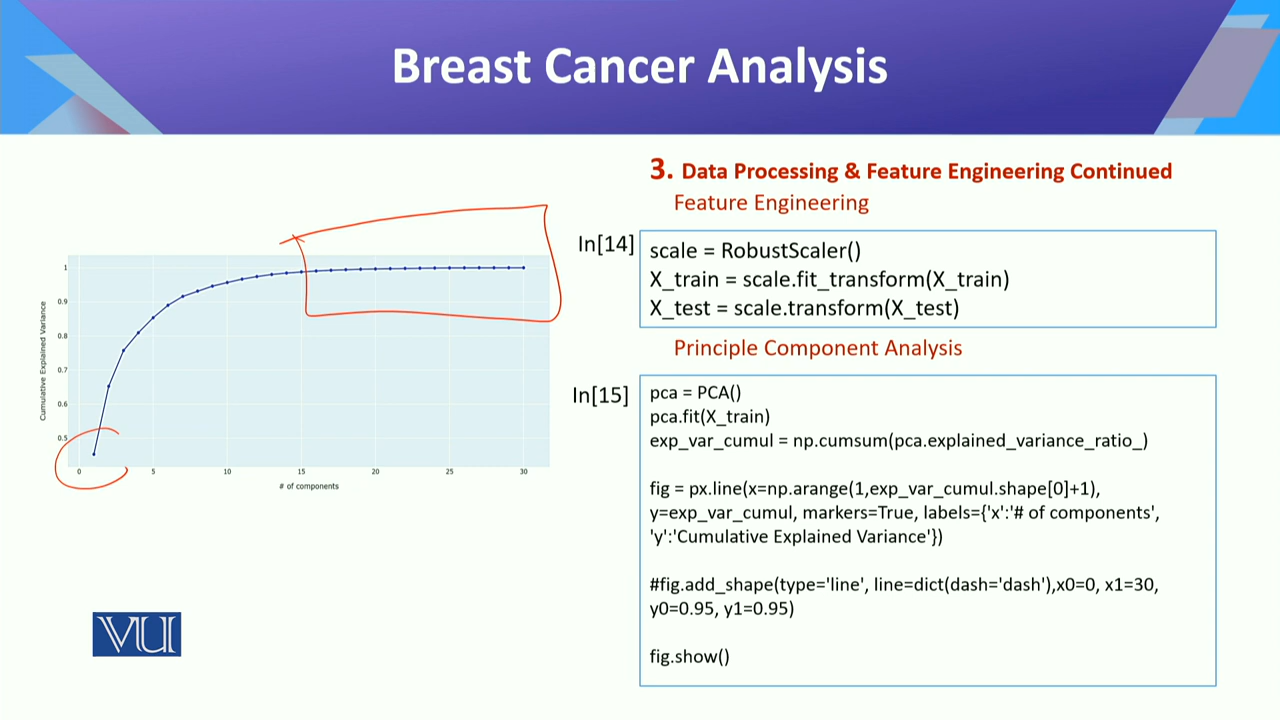 Breast Cancer Analysis
3. Data Processing & Feature Engineering Continued
Feature Engineering
In[14]
scale = RobustScaler()
X_train = scale.fit_transform(X_train)
X_test = scale.transform(X_test)
Principle Component Analysis
In[15]
pca = PCA()
pca.fit(X_train)
exp_var_cumul = np.cumsum(pca.explained_variance_ratio_)
fig = px.line(x=np.arange(1,exp_var_cumul.shape[0]+1),
y=exp_var_cumul, markers=True, labels={'x':'# of components',
'y':'Cumulative Explained Variance'})
#fig.add_shape(type='line', line=dict(dash='dash'),x0=0, x1=30,
y0=0.95, y1=0.95)
fig.show()
Cumulative Explained Variance
1
0.9
0.8
0.7
0.6
0.5
0 5 10 15 20 25 30
# of components
VU